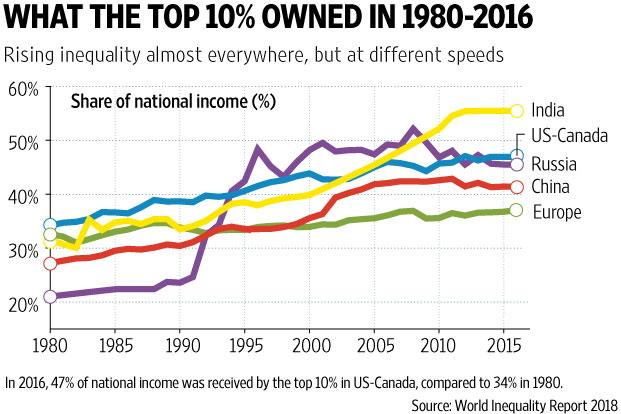 WHAT THE TOP 10% OWNED IN 1980-2016
Rising inequality almost everywhere, but at different speeds
60%
Share of national income (%)
India
50%
US-Canada
Russia
40%
China
Europe
30%
20%
1980 1985 1990 1995 2000 2005 2010 2015
In 2016, 47% of national income was received by the top 10% in US-Canada, compared to 34% in 1980.
Source: World Inequality Report 2018